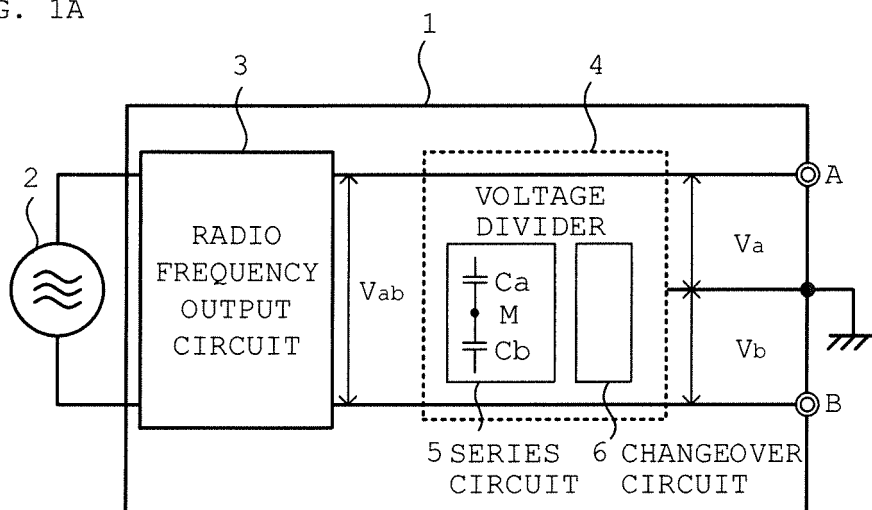 G. 1A
1
3
4
2
A
VOLTAGE
DIVIDER
RADIO
FREQUENCY
OUTPUT
CIRCUIT
Va
Vab
Ca
M
Cb
Vb
B
5 SERIES
CIRCUIT
6 CHANGEOVER
CIRCUIT